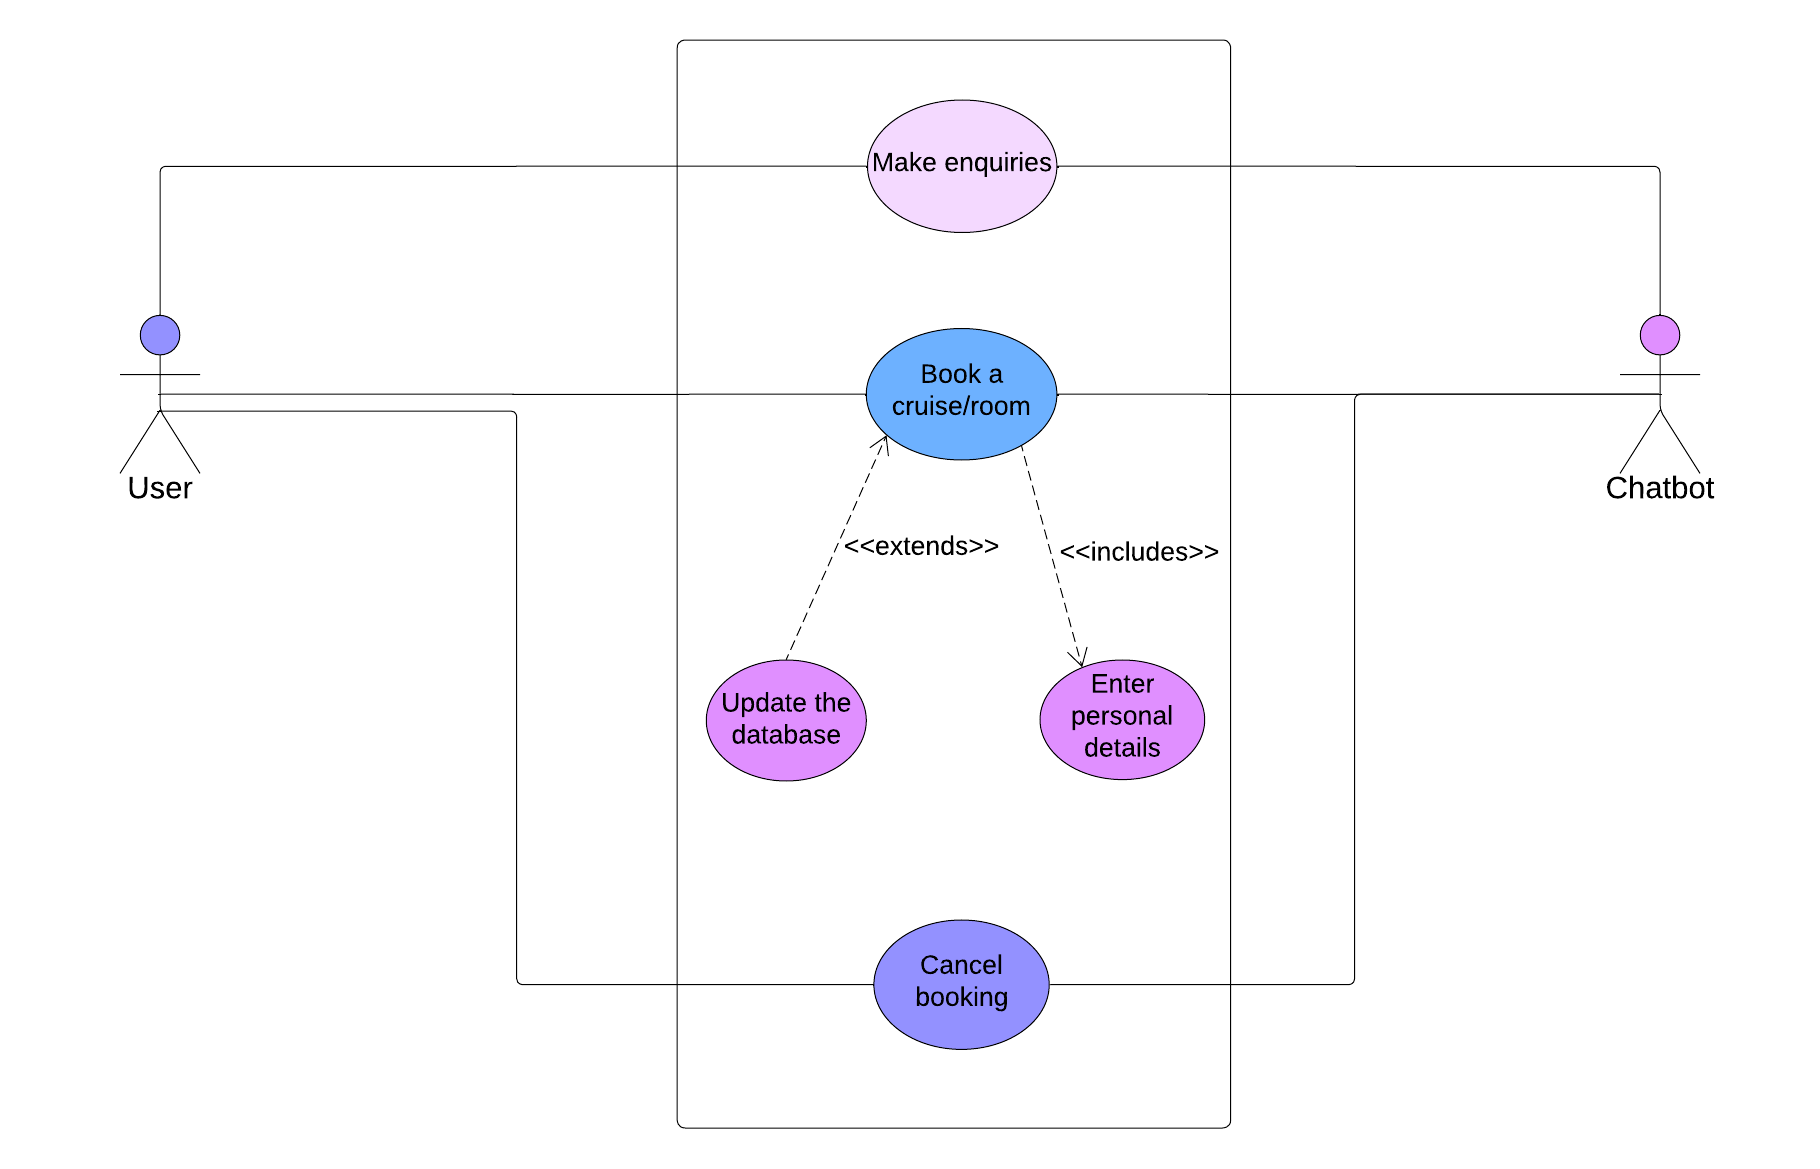 Make enquiries
Book a
cruise/room
User
Chatbot
<<extends>>
<<includes>>
Update the
database
Enter
personal
details
Cancel
booking